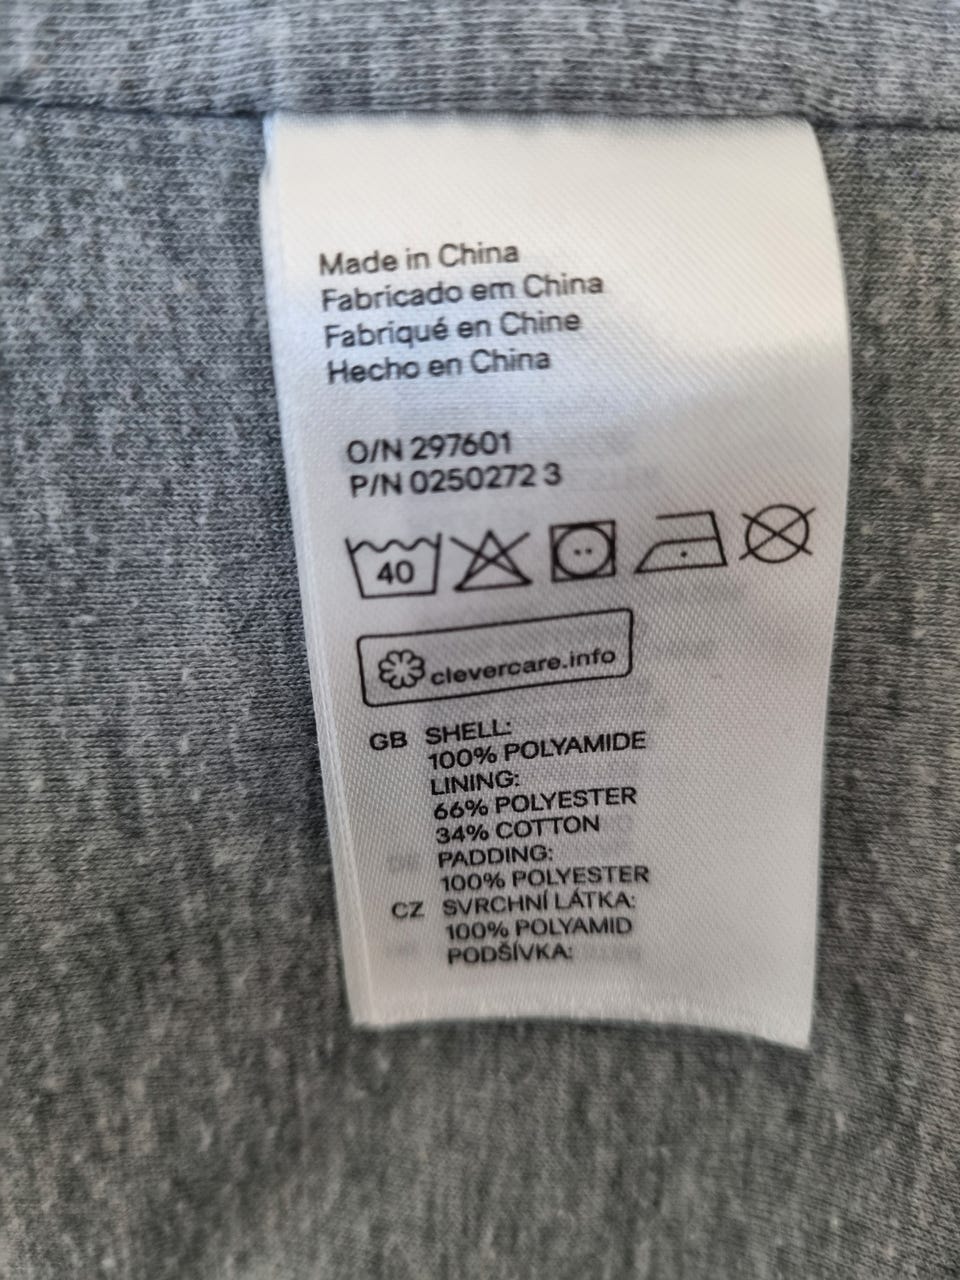 Made in China
Fabricado em China
Fabriqué en Chine
Hecho en China
O/N 297601
P/N 0250272 3
40
clevercare.info
GB SHELL:
100% POLYAMIDE
LINING:
66% POLYESTER
34% COTTON
PADDING:
100% POLYESTER
CZ SVRCHNÍ LÁTKA:
100% POLYAMID
PODŠÍVKA: